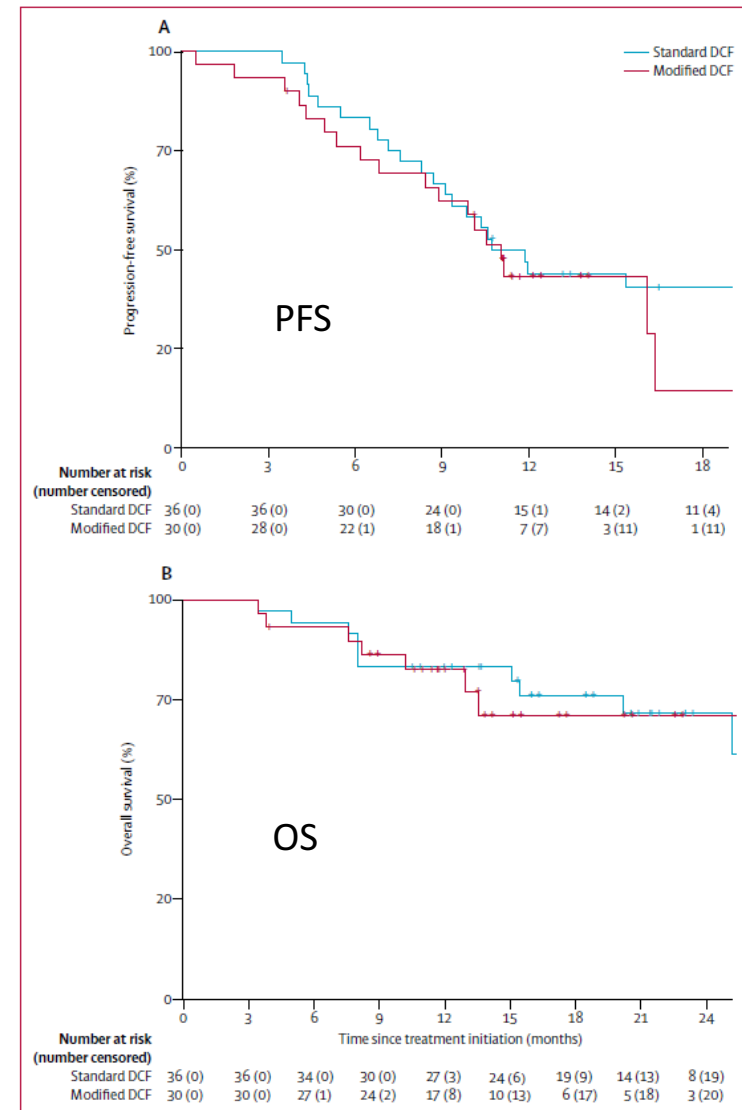 A
100
Standard DCF
Modified DCF
70
Progression-free survival (%)
50
PFS
20
0
0 3 6 9 12 15 18
Number at risk
(number censored)
Standard DCF 36 (0) 36 (0) 30 (0) 24 (0) 15 (1) 14 (2) 11 (4)
Modified DCF 30 (0) 28 (0) 22 (1) 18 (1) 7 (7) 3 (11) 1 (11)
B
100
70
Overall survival (%)
50
OS
20
0
0 3 6 9 12 15 18 21 24
Number at risk
Time since treatment initiation (months)
(number censored)
Standard DCF 36 (0) 36 (0) 34 (0) 30 (0) 27 (3) 24 (6) 19 (9) 14 (13) 8 (19)
Modified DCF 30 (0) 30 (0) 27 (1) 24 (2) 17 (8) 10 (13) 6 (17) 5 (18) 3 (20)